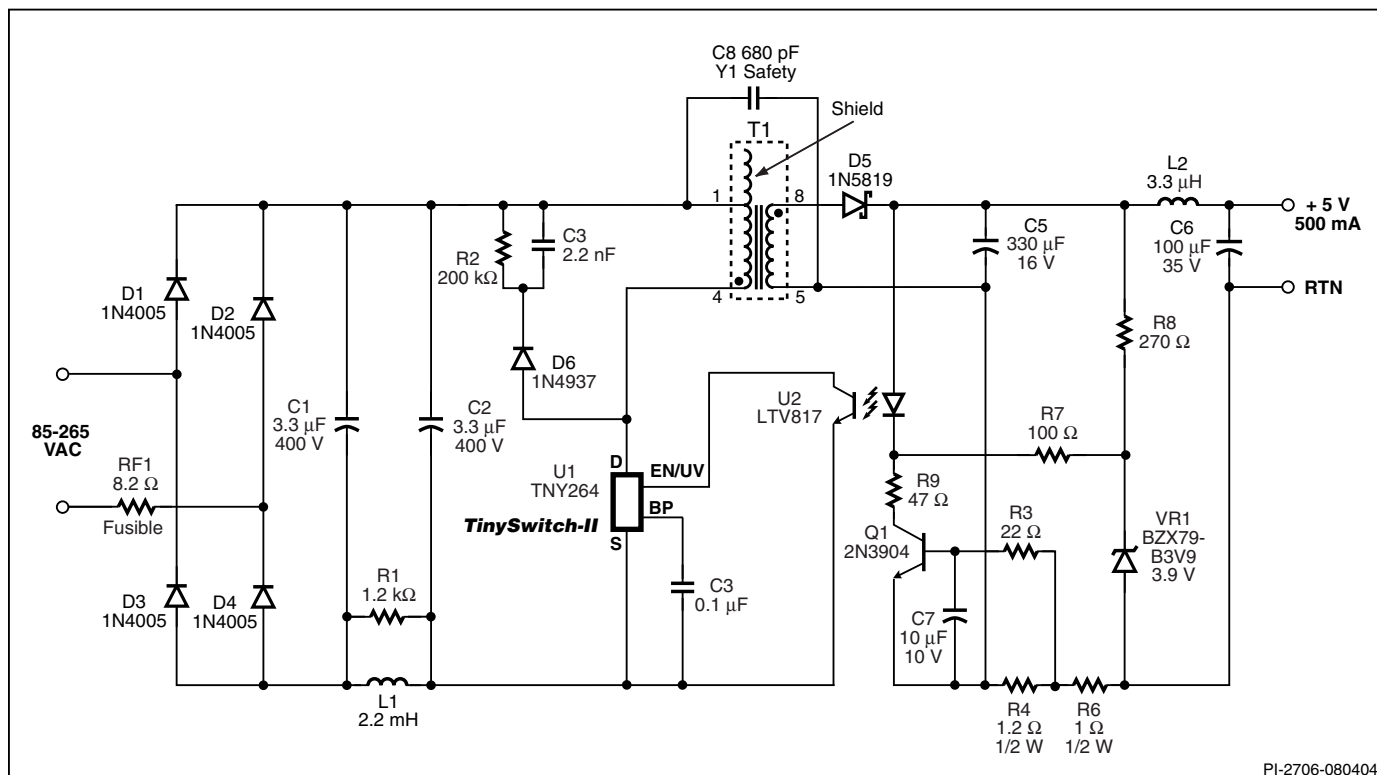 C8 680 pF
Y1 Safety
Shield
T1
D5
1N5819
L2
3.3 µH
1
8
+ 5 V
500 mA
C5
330 µF
16 V
C6
100 µF
35 V
R2
200 kΩ
C3
2.2 nF
4
5
RTN
D1
1N4005
D2
1N4005
R8
270 Ω
D6
1N4937
U2
LTV817
85-265
VAC
C1
3.3 µF
400 V
C2
3.3 µF
400 V
R7
100 Ω
RF1
8.2 Ω
Fusible
D
U1
TNY264
EN/UV
BP
TinySwitch-II
S
R9
47 Ω
R3
22 Ω
VR1
BZX79-
B3V9
3.9 V
Q1
2N3904
D3
1N4005
D4
1N4005
R1
1.2 kΩ
C3
0.1 µF
C7
10 µF
10 V
L1
2.2 mH
R4
1.2 Ω
1/2 W
R6
1 Ω
1/2 W
PI-2706-080404